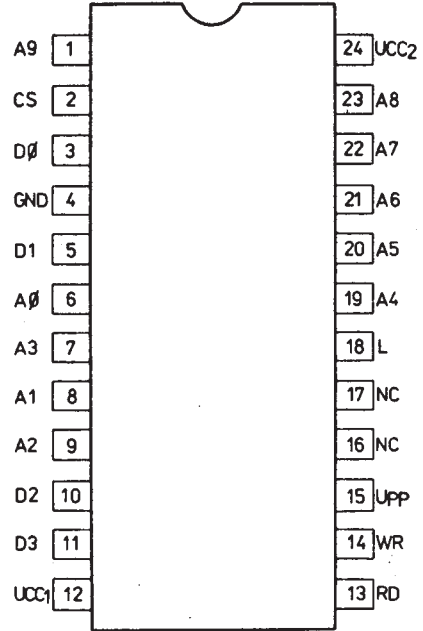 A9 1 24 UCC2
CS 2 23 A8
DØ 3 22 A7
GND 4 21 A6
D1 5 20 A5
AØ 6 19 A4
A3 7 18 L
A1 8 17 NC
A2 9 16 NC
D2 10 15 UPP
D3 11 14 WR
UCC1 12 13 RD